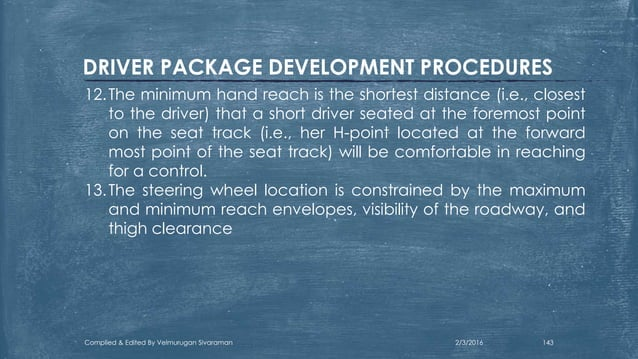 DRIVER PACKAGE DEVELOPMENT PROCEDURES
12. The minimum hand reach is the shortest distance (i.e., closest
to the driver) that a short driver seated at the foremost point
on the seat track (i.e., her H-point located at the forward
most point of the seat track) will be comfortable in reaching
for a control.
13. The steering wheel location is constrained by the maximum
and minimum reach envelopes, visibility of the roadway, and
thigh clearance
Complied & Edited By Velmurugan Sivaraman 2/3/2016 143